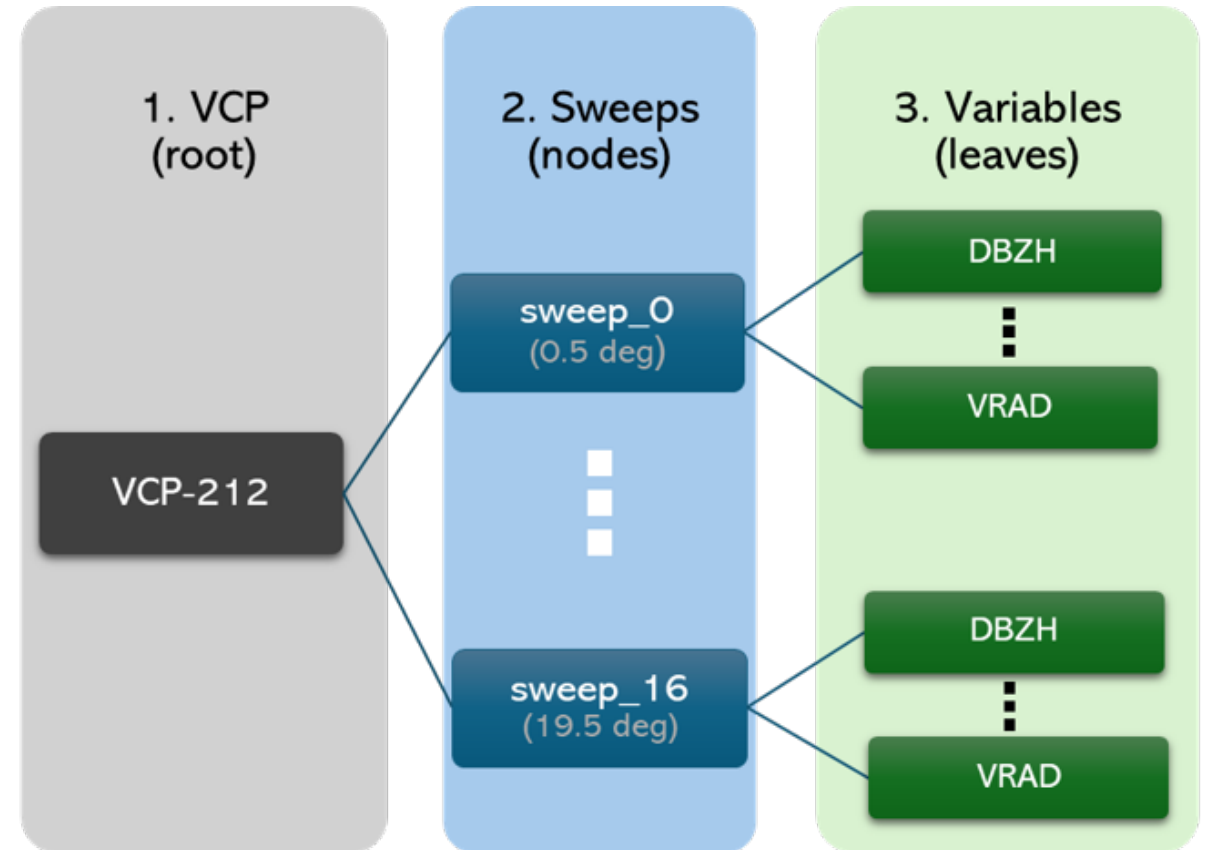 1. VCP
(root)
2. Sweeps
(nodes)
3. Variables
(leaves)
VCP-212
sweep_0
(0.5 deg)
sweep_16
(19.5 deg)
DBZH
VRAD
DBZH
VRAD